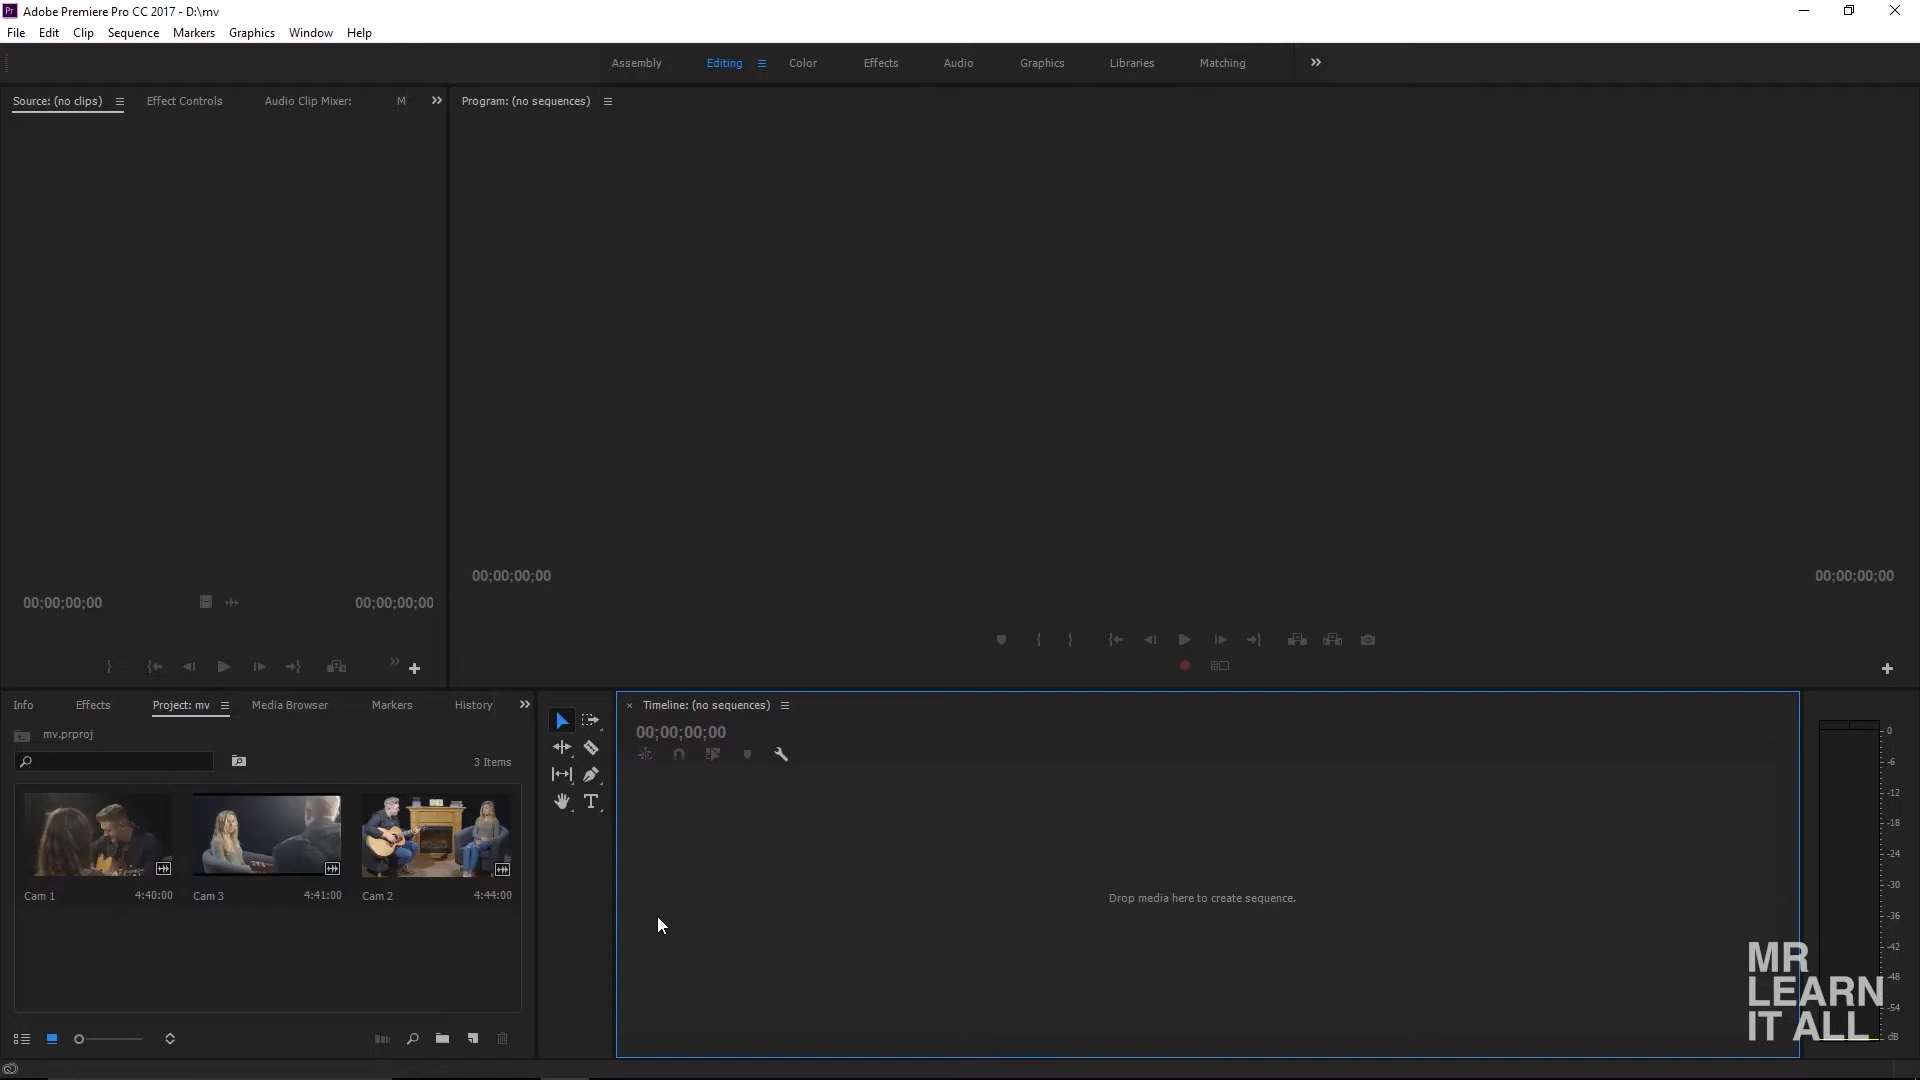 Pr Adobe Premiere Pro CC 2017 - D:\mv
File Edit Clip Sequence Markers Graphics Window Help
Assembly Editing Color Effects Audio Graphics Libraries Matching
Source: (no clips) Effect Controls Audio Clip Mixer: M
Program: (no sequences)
00;00;00;00 00;00;00;00
00;00;00;00 00;00;00;00
Info Effects Project: mv Media Browser Markers History
mv.prproj
3 Items
Cam 1 4:40:00 Cam 3 4:41:00 Cam 2 4:44:00
T
Timeline: (no sequences)
00;00;00;00
Drop media here to create sequence.
0
-6
-12
-18
-24
-30
-36
-42
-48
-54
dB
MR
LEARN
IT ALL